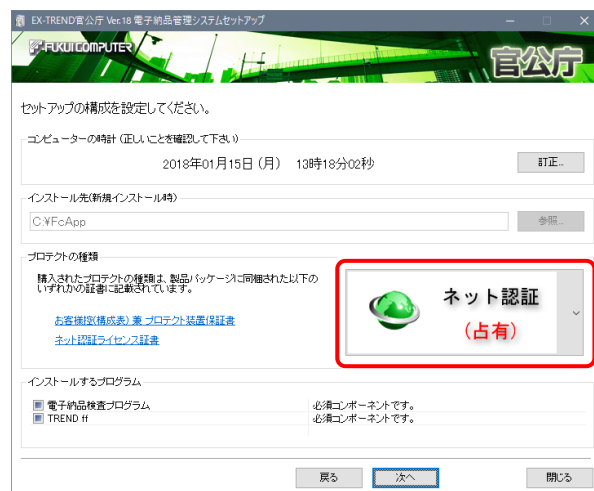 EX-TREND官公庁 Ver.18 電子納品管理システムセットアップ
FUKUI COMPUTER
官公庁
セットアップの構成を設定してください。
コンピューターの時計 (正しいことを確認して下さい)
2018年01月15日 (月) 13時18分02秒
訂正...
インストール先(新規インストール時)
C:¥FcApp
参照...
プロテクトの種類
購入されたプロテクトの種類は、製品パッケージに同梱された以下の
いずれかの証書に記載されています。
お客様控(構成表) 兼 プロテクト装置保証書
ネット認証ライセンス証書
ネット認証
(占有)
インストールするプログラム
電子納品検査プログラム 必須コンポーネントです。
TREND ff 必須コンポーネントです。
戻る 次へ 閉じる